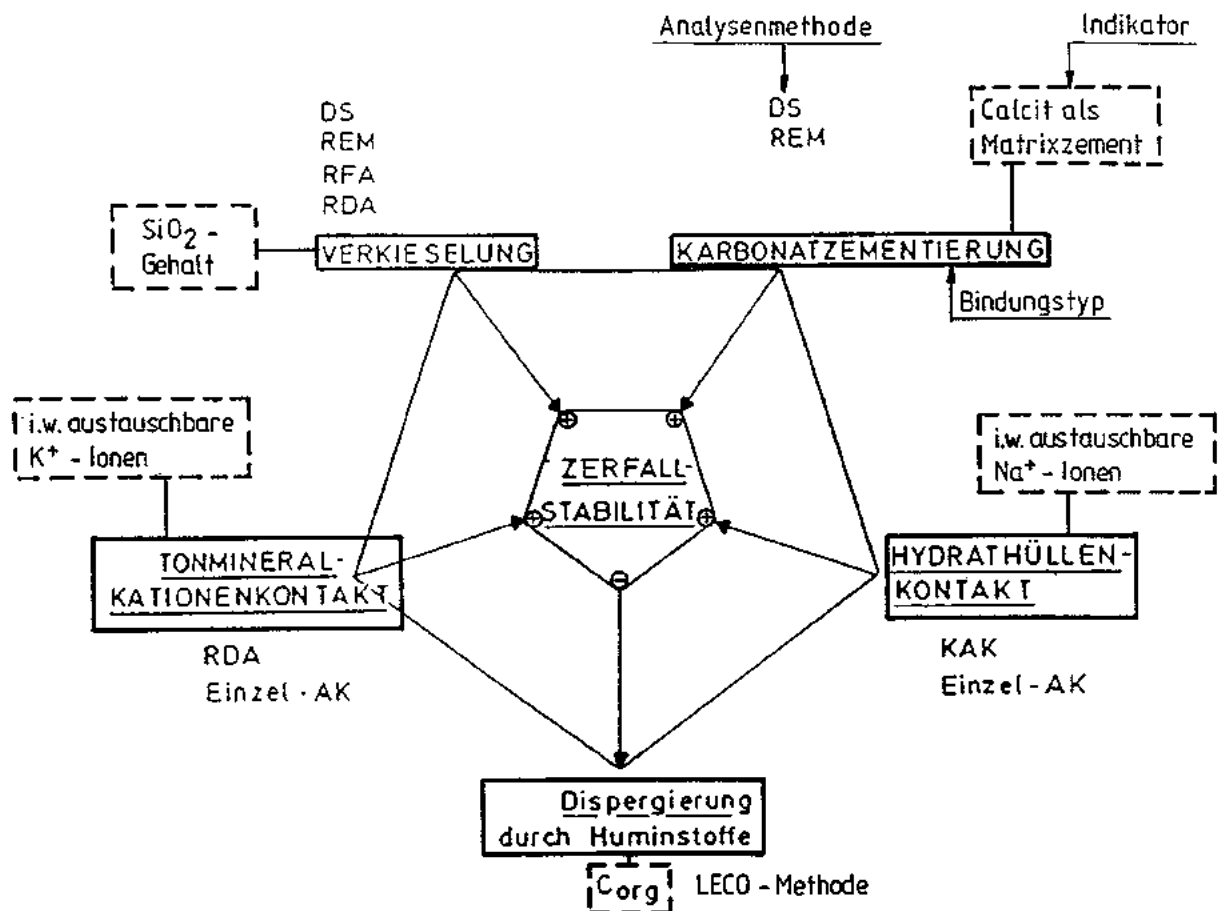 Analysenmethode
Indikator
DS
REM
RFA
RDA
DS
REM
Calcit als
Matrixzement
SiO₂ -
Gehalt
VERKIESELUNG
KARBONATZEMENTIERUNG
Bindungstyp
i.w. austauschbare
K⁺ - Ionen
i.w. austauschbare
Na⁺ - Ionen
⊕ ⊕
ZERFALL-
STABILITÄT
⊕ ⊕
⊖
TONMINERAL-
KATIONENKONTAKT
HYDRATHÜLLEN-
KONTAKT
RDA
Einzel - AK
KAK
Einzel - AK
Dispergierung
durch Huminstoffe
Corg
LECO - Methode